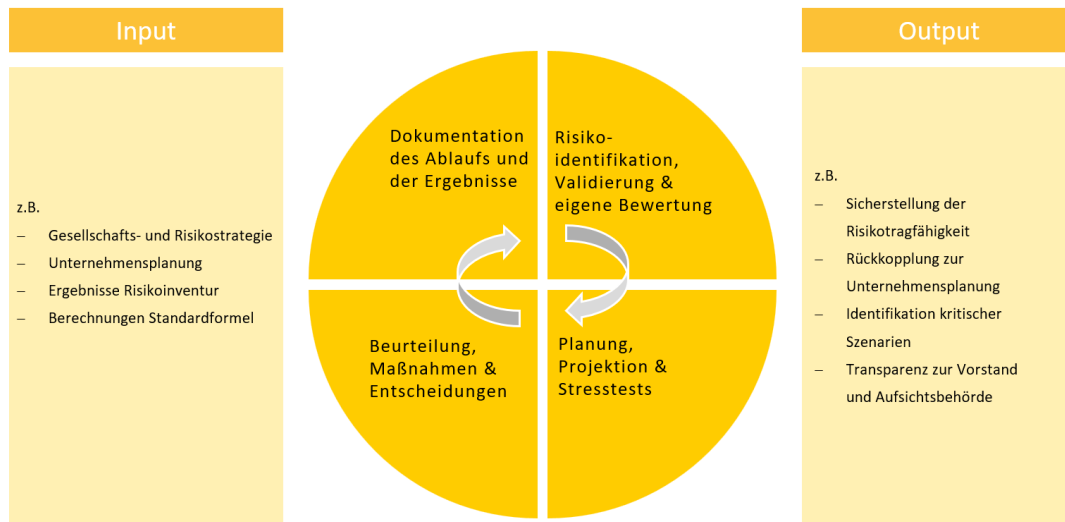 Input
z.B.
– Gesellschafts- und Risikostrategie
– Unternehmensplanung
– Ergebnisse Risikoinventur
– Berechnungen Standardformel
Dokumentation
des Ablaufs und
der Ergebnisse
Risiko-
identifikation,
Validierung &
eigene Bewertung
Beurteilung,
Maßnahmen &
Entscheidungen
Planung,
Projektion &
Stresstests
Output
z.B.
– Sicherstellung der
Risikotragfähigkeit
– Rückkopplung zur
Unternehmensplanung
– Identifikation kritischer
Szenarien
– Transparenz zur Vorstand
und Aufsichtsbehörde